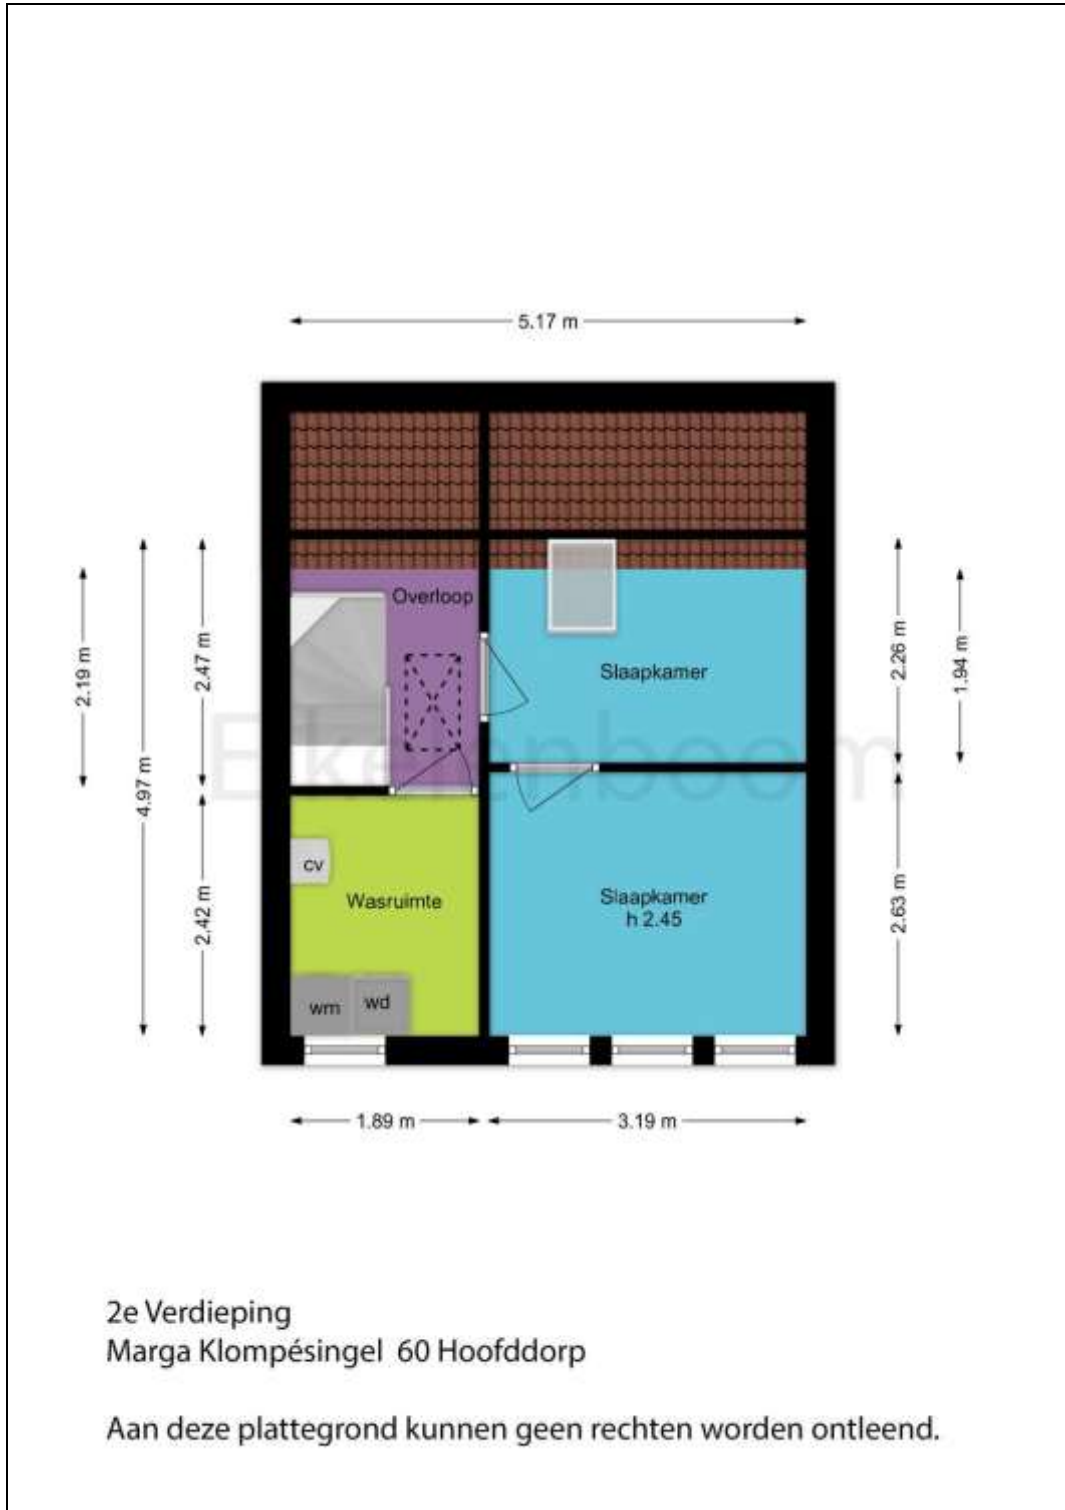 5.17 m
Overloop
2.19 m
2.47 m
2.26 m
1.94 m
Slaapkamer
Eikelenboom
4.97 m
cv
Wasruimte
Slaapkamer
h 2.45
2.42 m
2.63 m
wm
wd
1.89 m
3.19 m
2e Verdieping
Marga Klompésingel 60 Hoofddorp
Aan deze plattegrond kunnen geen rechten worden ontleend.